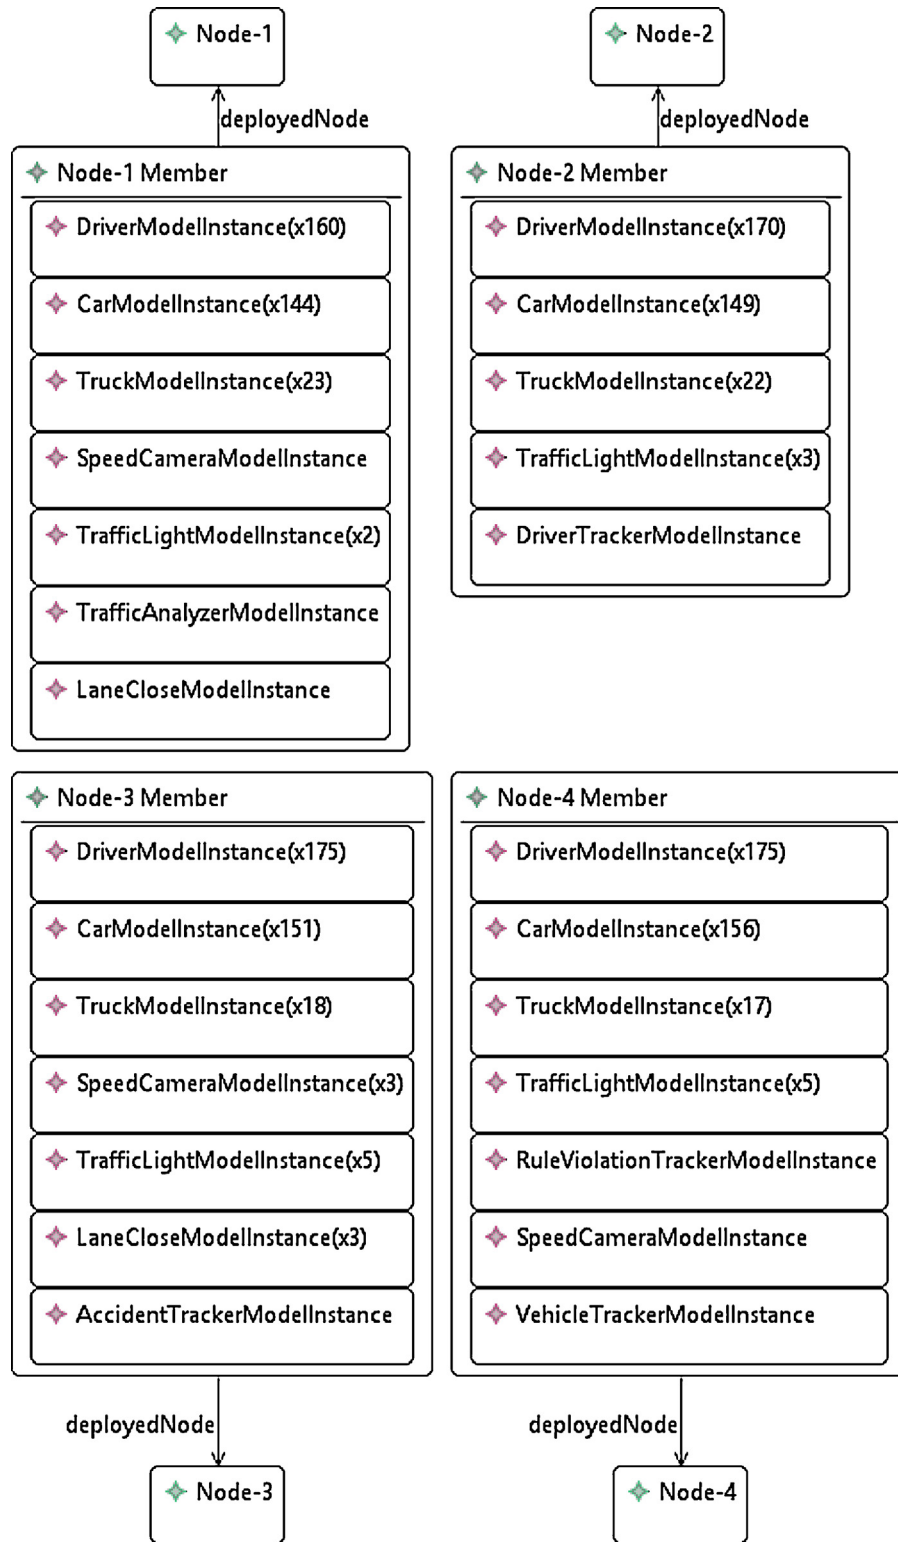 Node-1
deployedNode
Node-1 Member
DriverModelInstance(x160)
CarModelInstance(x144)
TruckModelInstance(x23)
SpeedCameraModelInstance
TrafficLightModelInstance(x2)
TrafficAnalyzerModelInstance
LaneCloseModelInstance
Node-2
deployedNode
Node-2 Member
DriverModelInstance(x170)
CarModelInstance(x149)
TruckModelInstance(x22)
TrafficLightModelInstance(x3)
DriverTrackerModelInstance
Node-3 Member
DriverModelInstance(x175)
CarModelInstance(x151)
TruckModelInstance(x18)
SpeedCameraModelInstance(x3)
TrafficLightModelInstance(x5)
LaneCloseModelInstance(x3)
AccidentTrackerModelInstance
deployedNode
Node-3
Node-4 Member
DriverModelInstance(x175)
CarModelInstance(x156)
TruckModelInstance(x17)
TrafficLightModelInstance(x5)
RuleViolationTrackerModelInstance
SpeedCameraModelInstance
VehicleTrackerModelInstance
deployedNode
Node-4